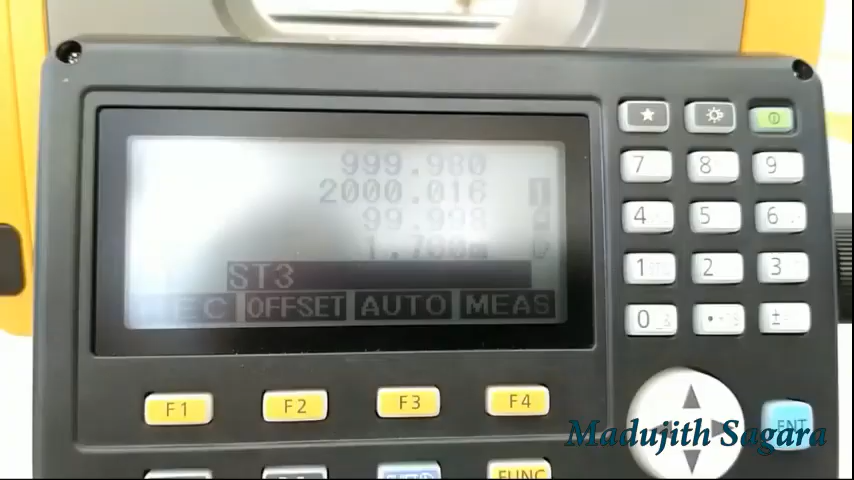 999.980
2000.016
99.998
ST3
OFFSET AUTO MEAS
7 8 9
4 5 6
1 2 3
0 • ±
F1 F2 F3 F4
ENT
FUNC
Madujith Sagara